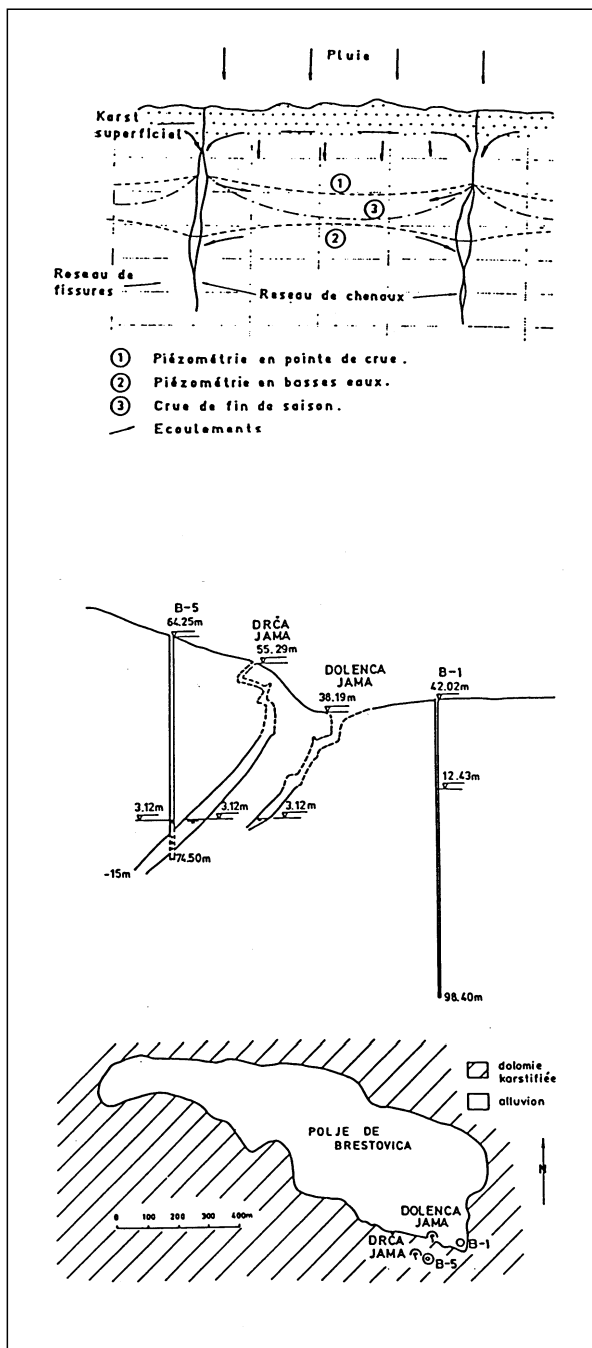 Pluie
Karst
superficiel
1
3
2
Reseau de
fissures
Reseau de chenaux
1 Piézométrie en pointe de crue.
2 Piézométrie en basses eaux.
3 Crue de fin de saison.
Ecoulements
B-5
64.25m
DRČA
JAMA
55.29m
DOLENCA
JAMA
38.19m
B-1
42.02m
12.43m
3.12m
3.12m
3.12m
-15m
74.50m
98.40m
dolomie
karstifiée
alluvion
POLJE DE
BRESTOVICA
N
0 100 200 300 400m
DOLENCA
JAMA
DRČA
JAMA
B-1
B-5